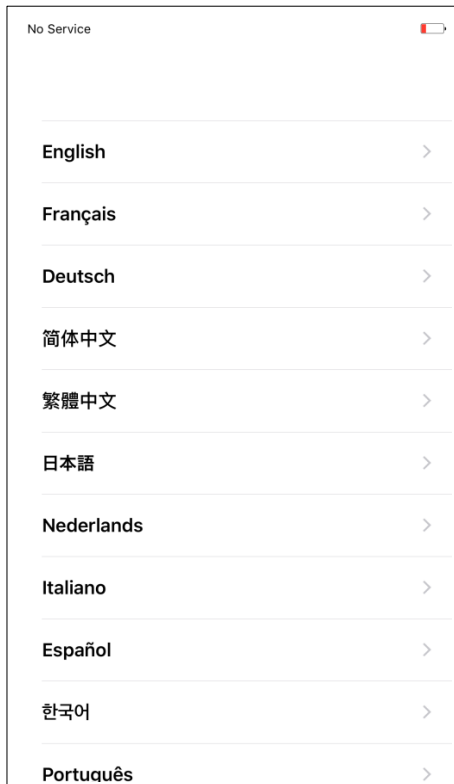 No Service
English
Français
Deutsch
简体中文
繁體中文
日本語
Nederlands
Italiano
Español
한국어
Português